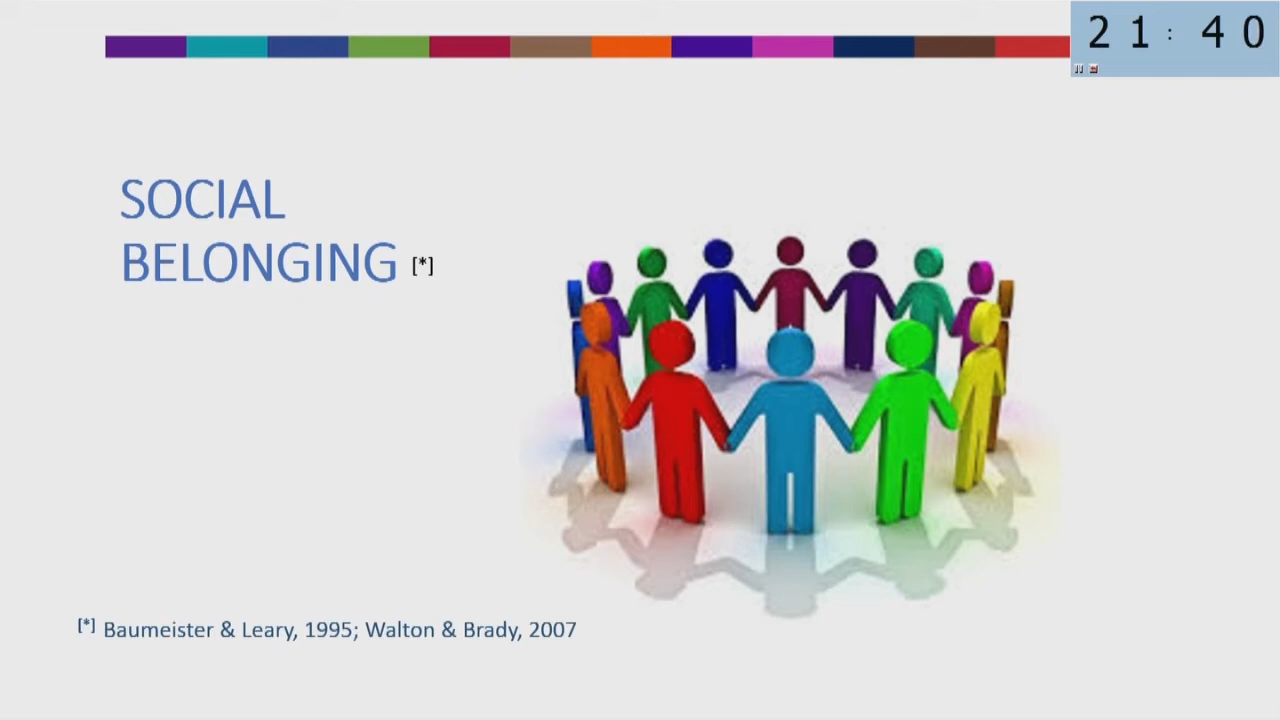 21:40
SOCIAL
BELONGING [*]
[*] Baumeister & Leary, 1995; Walton & Brady, 2007